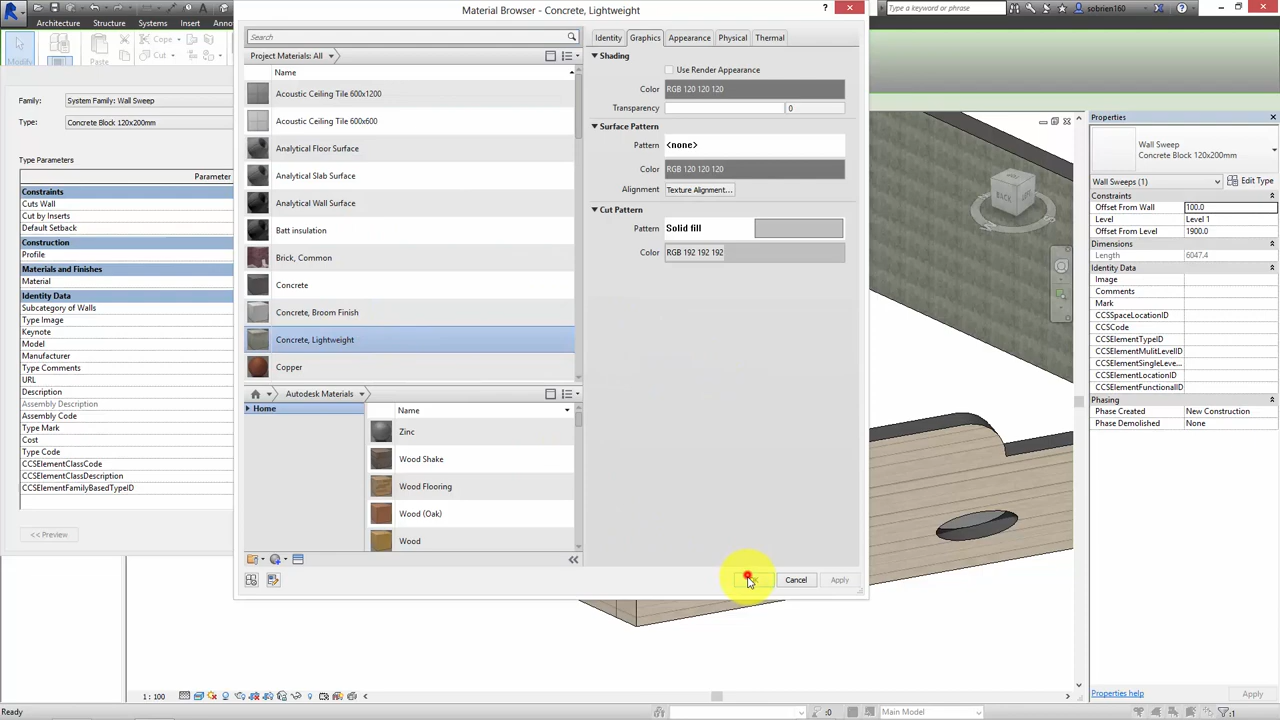 Material Browser - Concrete, Lightweight
?
Type a keyword or phrase
sobrien160
Architecture Structure Systems Insert Annot
Modify
Paste
Cope
Cut
Family: System Family: Wall Sweep
Type: Concrete Block 120x200mm
Type Parameters
Parameter
Constraints
Cuts Wall
Cut by Inserts
Default Setback
Construction
Profile
Materials and Finishes
Material
Identity Data
Subcategory of Walls
Type Image
Keynote
Model
Manufacturer
Type Comments
URL
Description
Assembly Description
Assembly Code
Type Mark
Cost
Type Code
CCSElementClassCode
CCSElementClassDescription
CCSElementFamilyBasedTypeID
<< Preview
Search
Project Materials: All
Name
Acoustic Ceiling Tile 600x1200
Acoustic Ceiling Tile 600x600
Analytical Floor Surface
Analytical Slab Surface
Analytical Wall Surface
Batt insulation
Brick, Common
Concrete
Concrete, Broom Finish
Concrete, Lightweight
Copper
Autodesk Materials
Home
Name
Zinc
Wood Shake
Wood Flooring
Wood (Oak)
Wood
Identity Graphics Appearance Physical Thermal
Shading
Use Render Appearance
Color RGB 120 120 120
Transparency 0
Surface Pattern
Pattern <none>
Color RGB 120 120 120
Alignment Texture Alignment...
Cut Pattern
Pattern Solid fill
Color RGB 192 192 192
Cancel Apply
BACK
Properties
Wall Sweep
Concrete Block 120x200mm
Wall Sweeps (1) Edit Type
Constraints
Offset From Wall 100.0
Level Level 1
Offset From Level 1900.0
Dimensions
Length 6047.4
Identity Data
Image
Comments
Mark
CCSSpaceLocationID
CCSCode
CCSElementTypeID
CCSElementMulitLevelID
CCSElementSingleLeve...
CCSElementLocationID
CCSElementFunctionalID
Phasing
Phase Created New Construction
Phase Demolished None
Properties help Apply
1 : 100
Ready
:0 Main Model :1